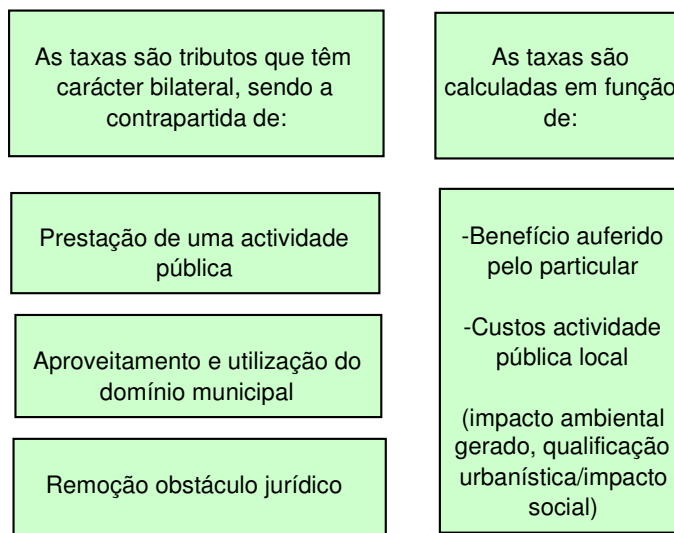 As taxas são tributos que têm
carácter bilateral, sendo a
contrapartida de:
Prestação de uma actividade
pública
Aproveitamento e utilização do
domínio municipal
Remoção obstáculo jurídico
As taxas são
calculadas em função
de:
-Benefício auferido
pelo particular
-Custos actividade
pública local
(impacto ambiental
gerado, qualificação
urbanística/impacto
social)